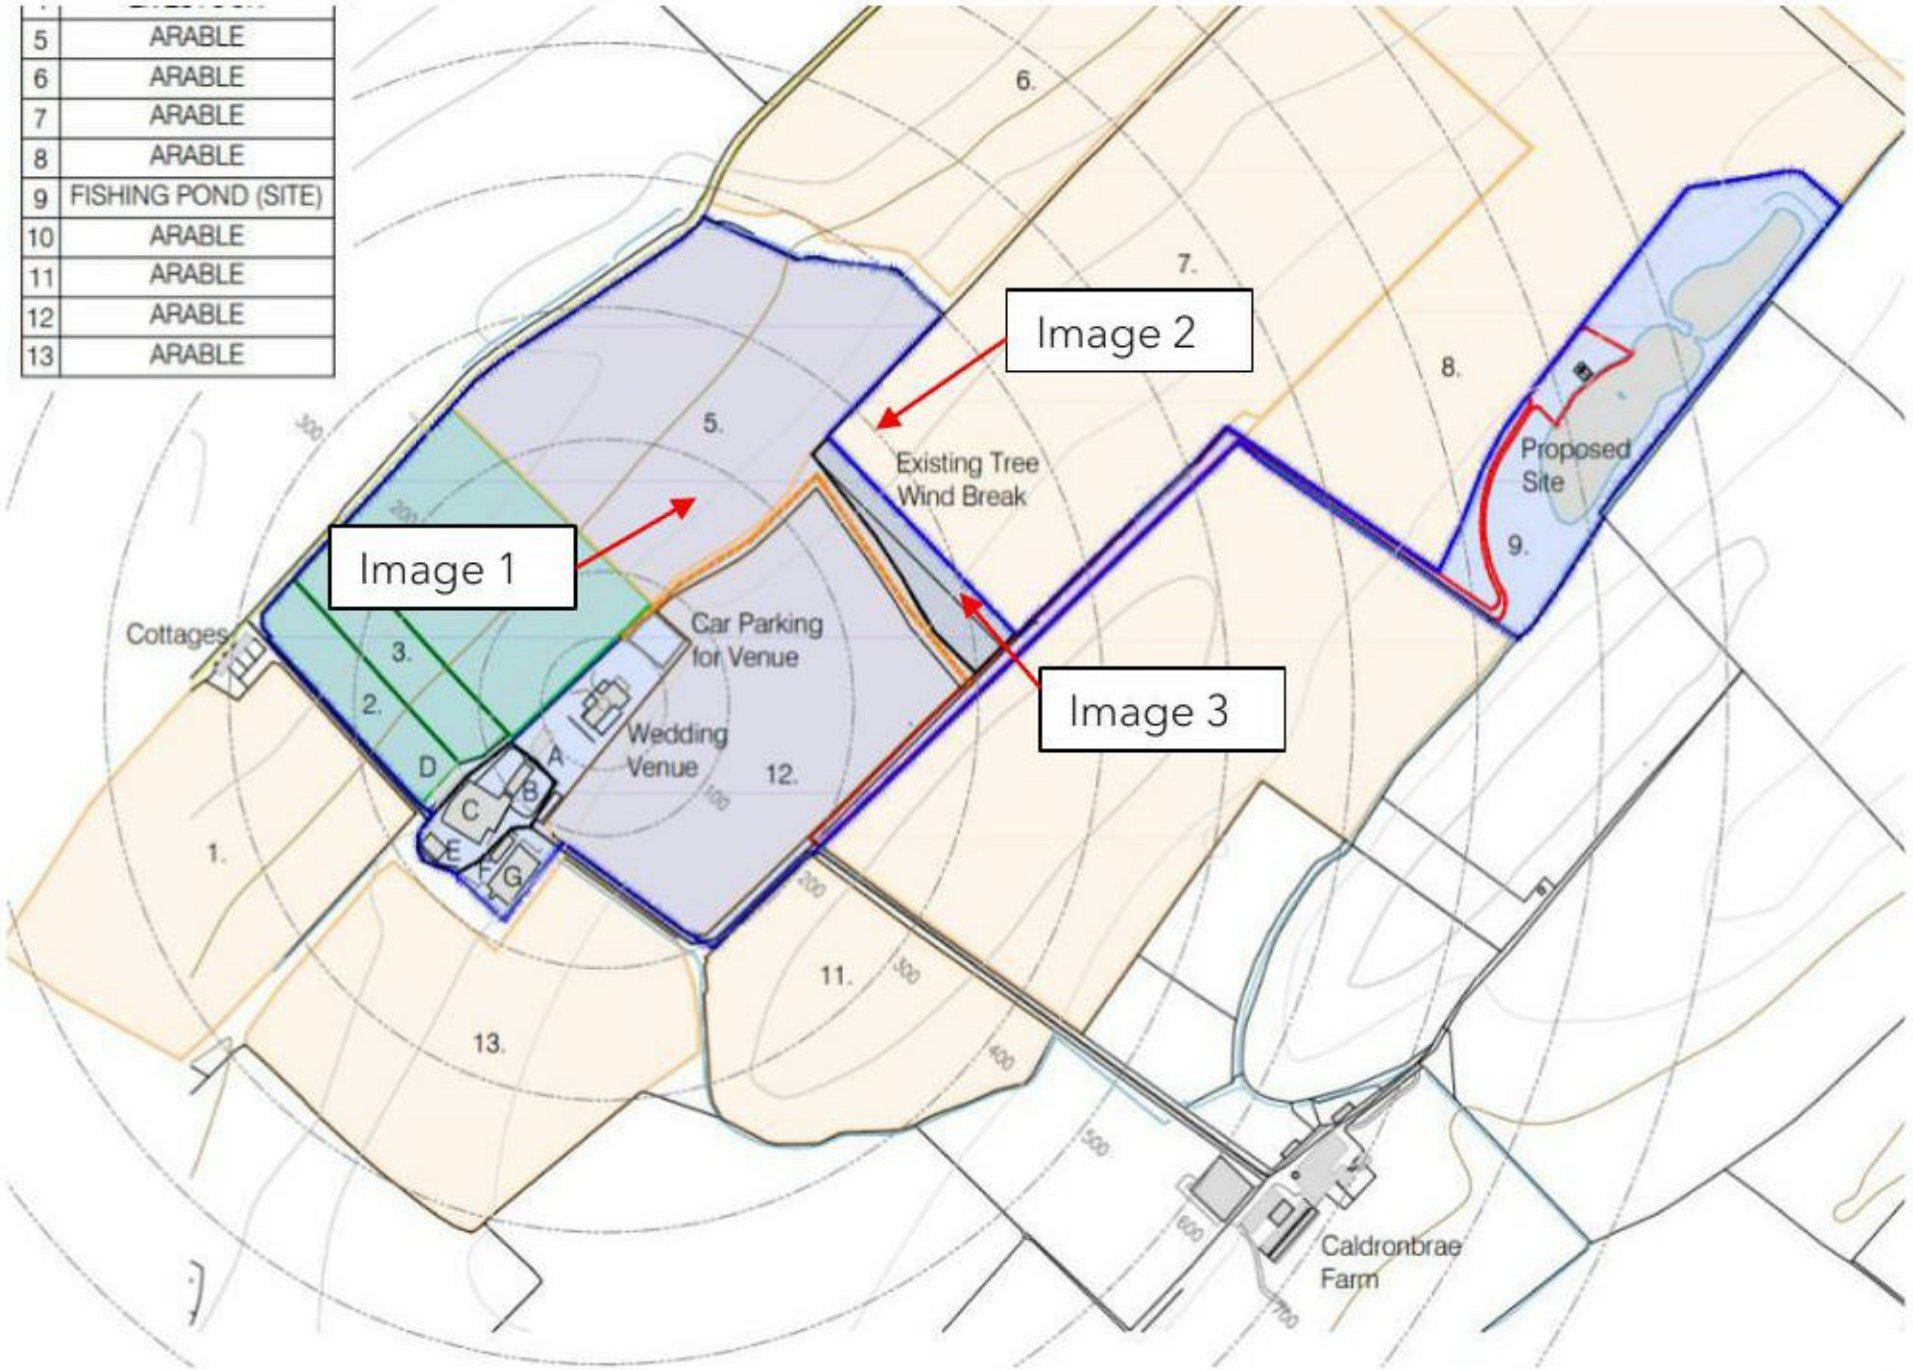 5 ARABLE
6 ARABLE
7 ARABLE
8 ARABLE
9 FISHING POND (SITE)
10 ARABLE
11 ARABLE
12 ARABLE
13 ARABLE
6.
7.
Image 2
8.
300
5.
Existing Tree
Wind Break
Proposed
Site
200
Image 1
9.
Cottages
3.
Car Parking
for Venue
2.
Image 3
Wedding
Venue
D
A
12.
B
100
C
1.
E
F
G
200
11.
300
13.
400
500
600
Caldronbrae
Farm
700